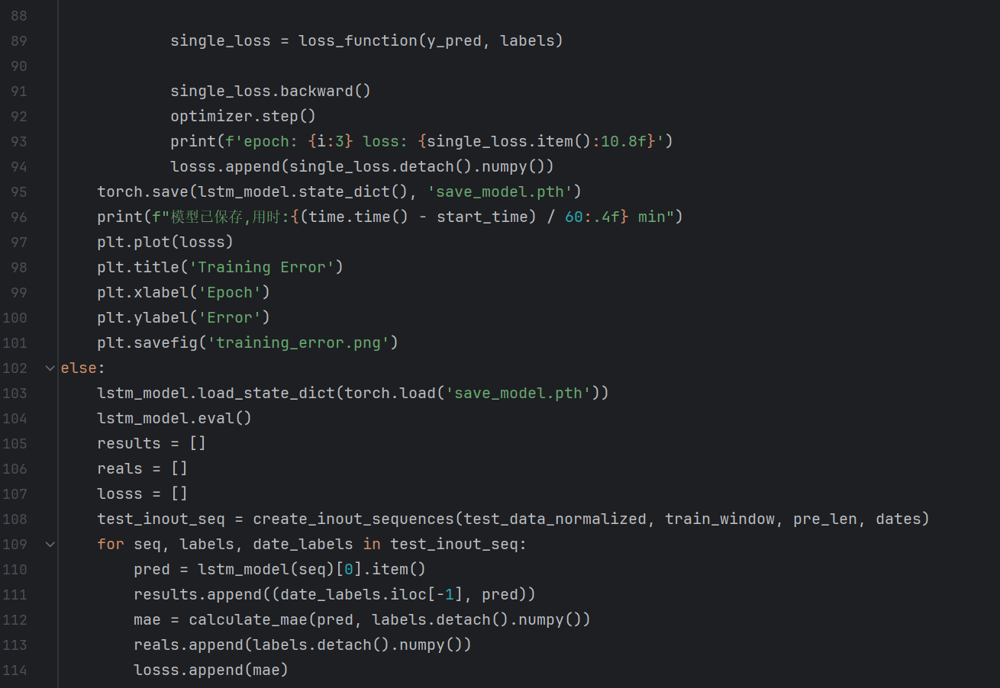 88
89 single_loss = loss_function(y_pred, labels)
90
91 single_loss.backward()
92 optimizer.step()
93 print(f'epoch: {i:3} loss: {single_loss.item():10.8f}')
94 losss.append(single_loss.detach().numpy())
95 torch.save(lstm_model.state_dict(), 'save_model.pth')
96 print(f"模型已保存,用时:{(time.time() - start_time) / 60:.4f} min")
97 plt.plot(losss)
98 plt.title('Training Error')
99 plt.xlabel('Epoch')
100 plt.ylabel('Error')
101 plt.savefig('training_error.png')
102 else:
103 lstm_model.load_state_dict(torch.load('save_model.pth'))
104 lstm_model.eval()
105 results = []
106 reals = []
107 losss = []
108 test_inout_seq = create_inout_sequences(test_data_normalized, train_window, pre_len, dates)
109 for seq, labels, date_labels in test_inout_seq:
110 pred = lstm_model(seq)[0].item()
111 results.append((date_labels.iloc[-1], pred))
112 mae = calculate_mae(pred, labels.detach().numpy())
113 reals.append(labels.detach().numpy())
114 losss.append(mae)